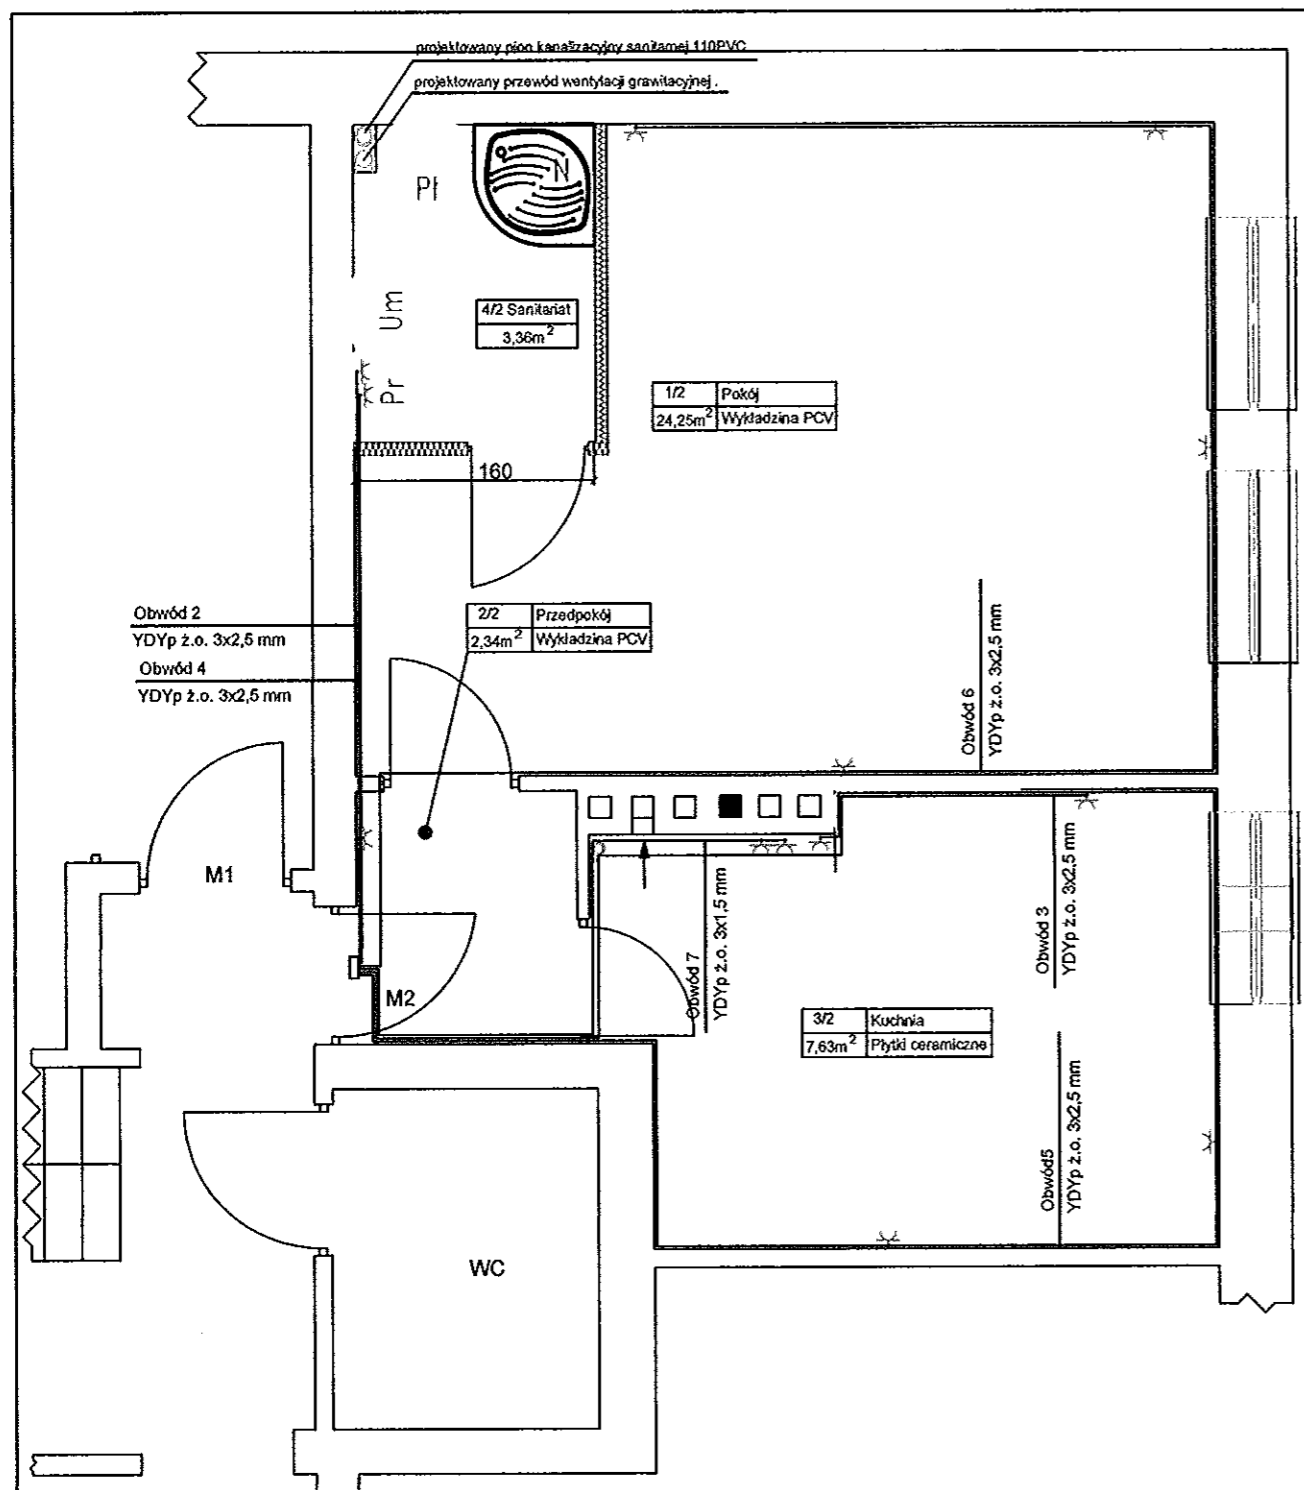 projektowany pion kanalizacyjny sanitarnej 110PVC
projektowany przewód wentylacji grawitacyjnej .
Pł
N
Um
Pr
4/2 Sanitariat
3,36m²
1/2 Pokój
24,25m² Wykładzina PCV
160
Obwód 2
YDYp ż.o. 3x2,5 mm
Obwód 4
YDYp ż.o. 3x2,5 mm
2/2 Przedpokój
2,34m² Wykładzina PCV
Obwód 6
YDYp ż.o. 3x2,5 mm
M1
M2
Obwód 7
YDYp ż.o. 3x1,5 mm
Obwód 3
YDYp ż.o. 3x2,5 mm
3/2 Kuchnia
7,63m² Płytki ceramiczne
Obwód5
YDYp ż.o. 3x2,5 mm
WC